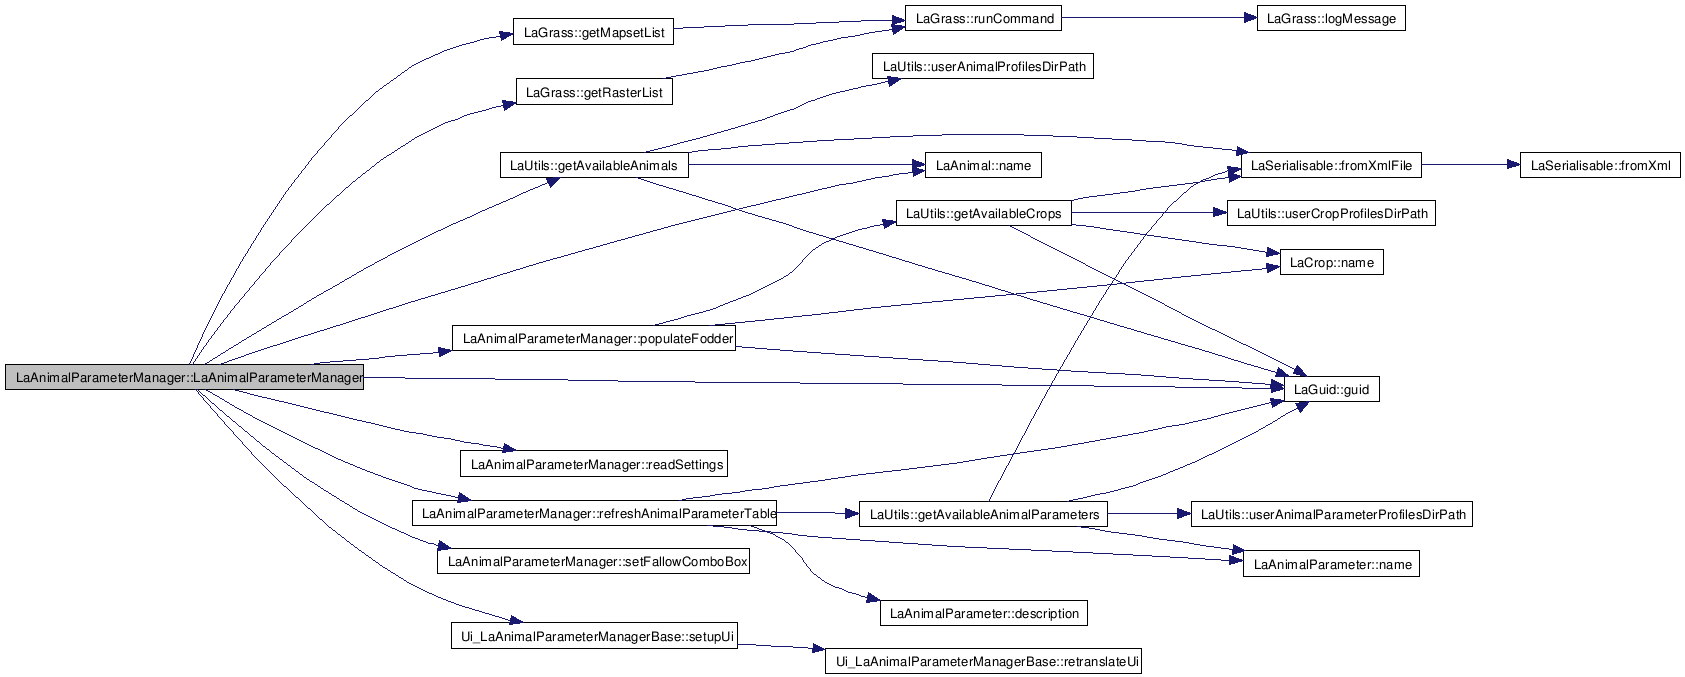 LaGrass::runCommand
LaGrass::logMessage
LaGrass::getMapsetList
LaUtils::userAnimalProfilesDirPath
LaGrass::getRasterList
LaUtils::getAvailableAnimals
LaAnimal::name
LaSerialisable::fromXmlFile
LaSerialisable::fromXml
LaUtils::getAvailableCrops
LaUtils::userCropProfilesDirPath
LaCrop::name
LaAnimalParameterManager::populateFodder
LaAnimalParameterManager::LaAnimalParameterManager
LaGuid::guid
LaAnimalParameterManager::readSettings
LaAnimalParameterManager::refreshAnimalParameterTable
LaUtils::getAvailableAnimalParameters
LaUtils::userAnimalParameterProfilesDirPath
LaAnimalParameterManager::setFallowComboBox
LaAnimalParameter::name
LaAnimalParameter::description
Ui_LaAnimalParameterManagerBase::setupUi
Ui_LaAnimalParameterManagerBase::retranslateUi